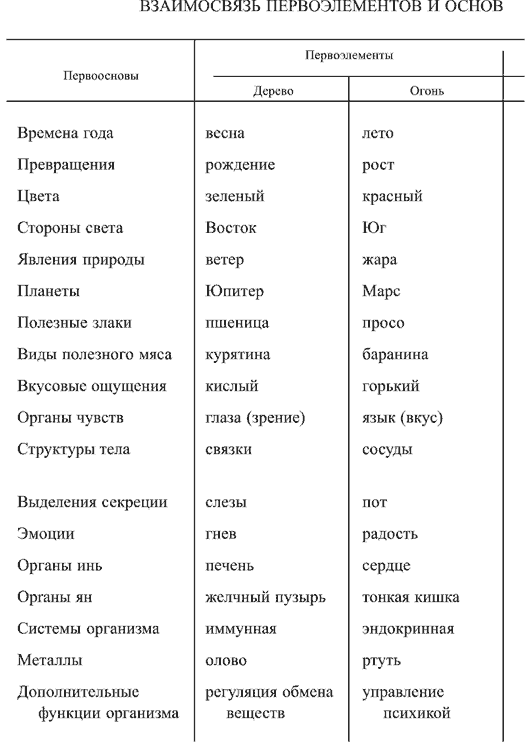 ВЗАИМОСВЯЗЬ ПЕРВОЭЛЕМЕНТОВ И ОСНОВ
Первоэлементы
Первоосновы
Дерево Огонь
Времена года весна лето
Превращения рождение рост
Цвета зеленый красный
Стороны света Восток Юг
Явления природы ветер жара
Планеты Юпитер Марс
Полезные злаки пшеница просо
Виды полезного мяса курятина баранина
Вкусовые ощущения кислый горький
Органы чувств глаза (зрение) язык (вкус)
Структуры тела связки сосуды
Выделения секреции слезы пот
Эмоции гнев радость
Органы инь печень сердце
Органы ян желчный пузырь тонкая кишка
Системы организма иммунная эндокринная
Металлы олово ртуть
Дополнительные регуляция обмена управление
функции организма веществ психикой